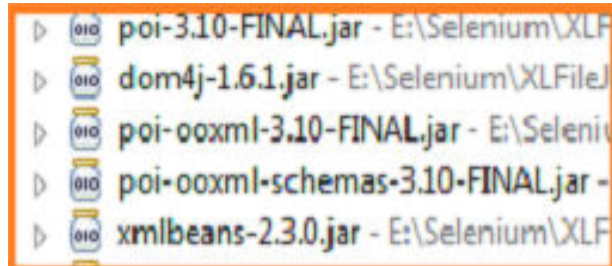 poi-3.10-FINAL.jar - E:\Selenium\XLF
dom4j-1.6.1.jar - E:\Selenium\XLFileJ
poi-ooxml-3.10-FINAL.jar - E:\Seleni
poi-ooxml-schemas-3.10-FINAL.jar -
xmlbeans-2.3.0.jar - E:\Selenium\XLF